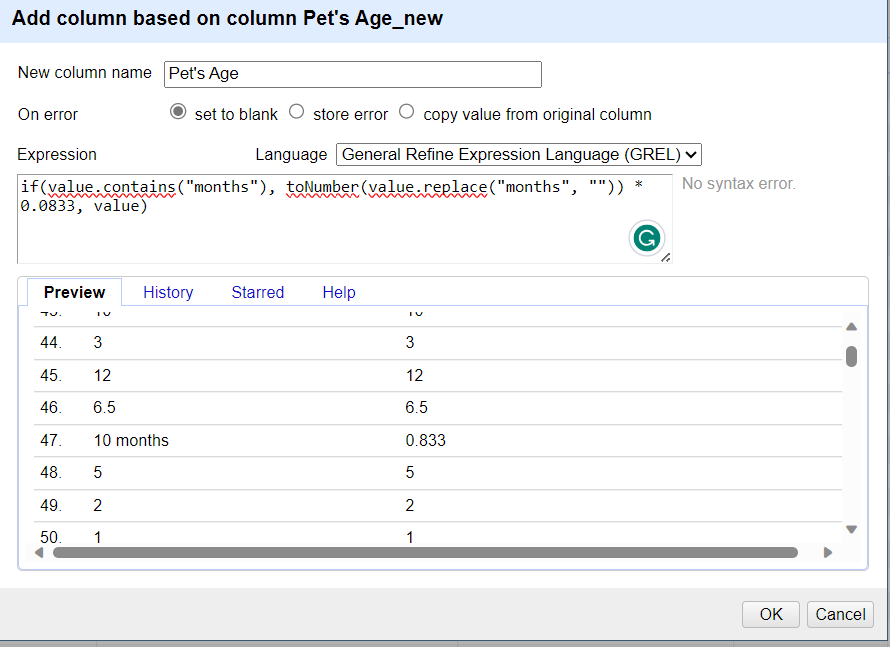 Add column based on column Pet's Age_new
New column name Pet's Age
On error set to blank store error copy value from original column
Expression Language General Refine Expression Language (GREL)
if(value.contains("months"), toNumber(value.replace("months", "")) *
0.0833, value)
No syntax error.
Preview History Starred Help
44. 3 3
45. 12 12
46. 6.5 6.5
47. 10 months 0.833
48. 5 5
49. 2 2
50. 1 1
OK Cancel